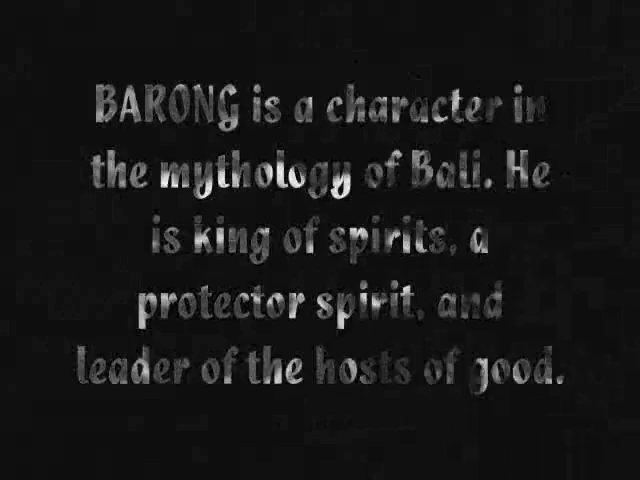 BARONG is a character in
the mythology of Bali. He
is king of spirits, a
protector spirit, and
leader of the hosts of good.